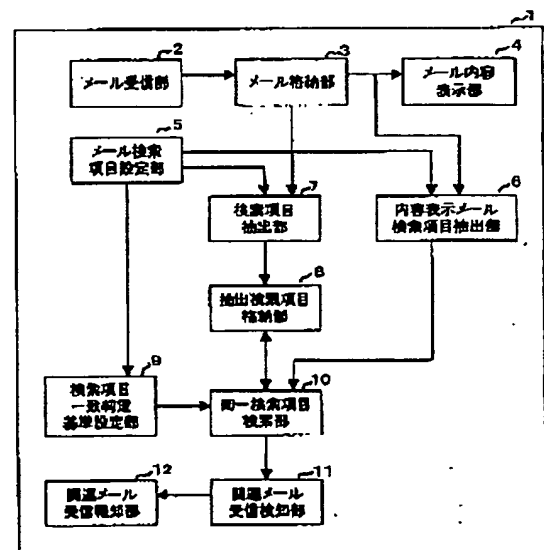 1
2
メール受信部
3
メール格納部
4
メール内容
表示部
5
メール検索
項目設定部
7
検索項目
抽出部
6
内容表示メール
検索項目抽出部
8
抽出検索項目
格納部
9
検索項目
一致判定
基準設定部
10
同一検索項目
検索部
12
関連メール
受信報知部
11
関連メール
受信検知部